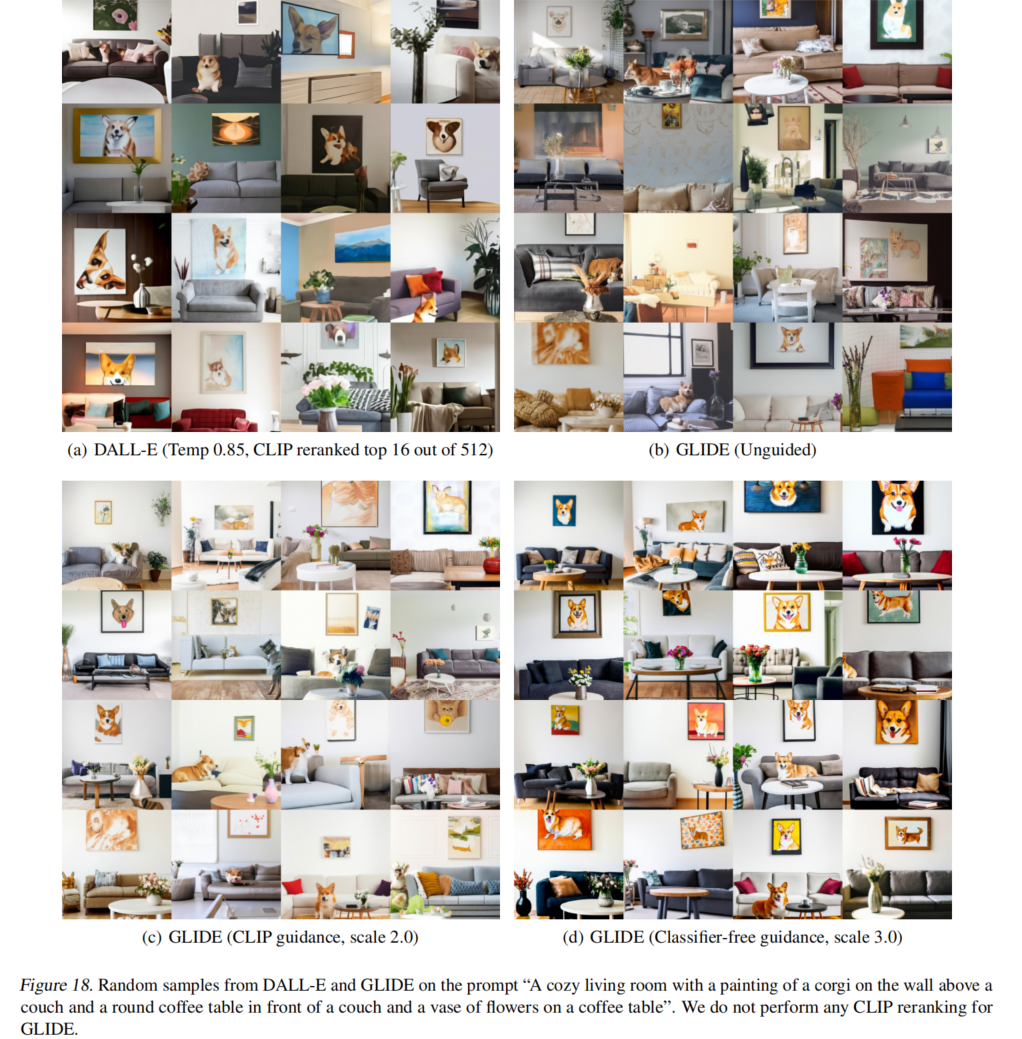 (a) DALL-E (Temp 0.85, CLIP reranked top 16 out of 512)
(b) GLIDE (Unguided)
(c) GLIDE (CLIP guidance, scale 2.0)
(d) GLIDE (Classifier-free guidance, scale 3.0)
Figure 18. Random samples from DALL-E and GLIDE on the prompt “A cozy living room with a painting of a corgi on the wall above a
couch and a round coffee table in front of a couch and a vase of flowers on a coffee table”. We do not perform any CLIP reranking for
GLIDE.